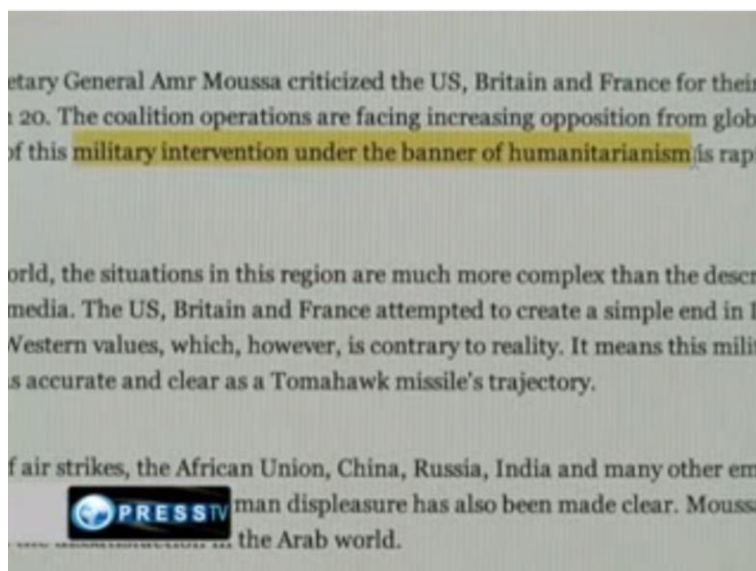 etary General Amr Moussa criticized the US, Britain and France for their
20. The coalition operations are facing increasing opposition from glob
of this military intervention under the banner of humanitarianism is rap
orld, the situations in this region are much more complex than the descr
media. The US, Britain and France attempted to create a simple end in
Western values, which, however, is contrary to reality. It means this mili
s accurate and clear as a Tomahawk missile's trajectory.
f air strikes, the African Union, China, Russia, India and many other em
PRESSTV man displeasure has also been made clear. Mouss
the Arab world.